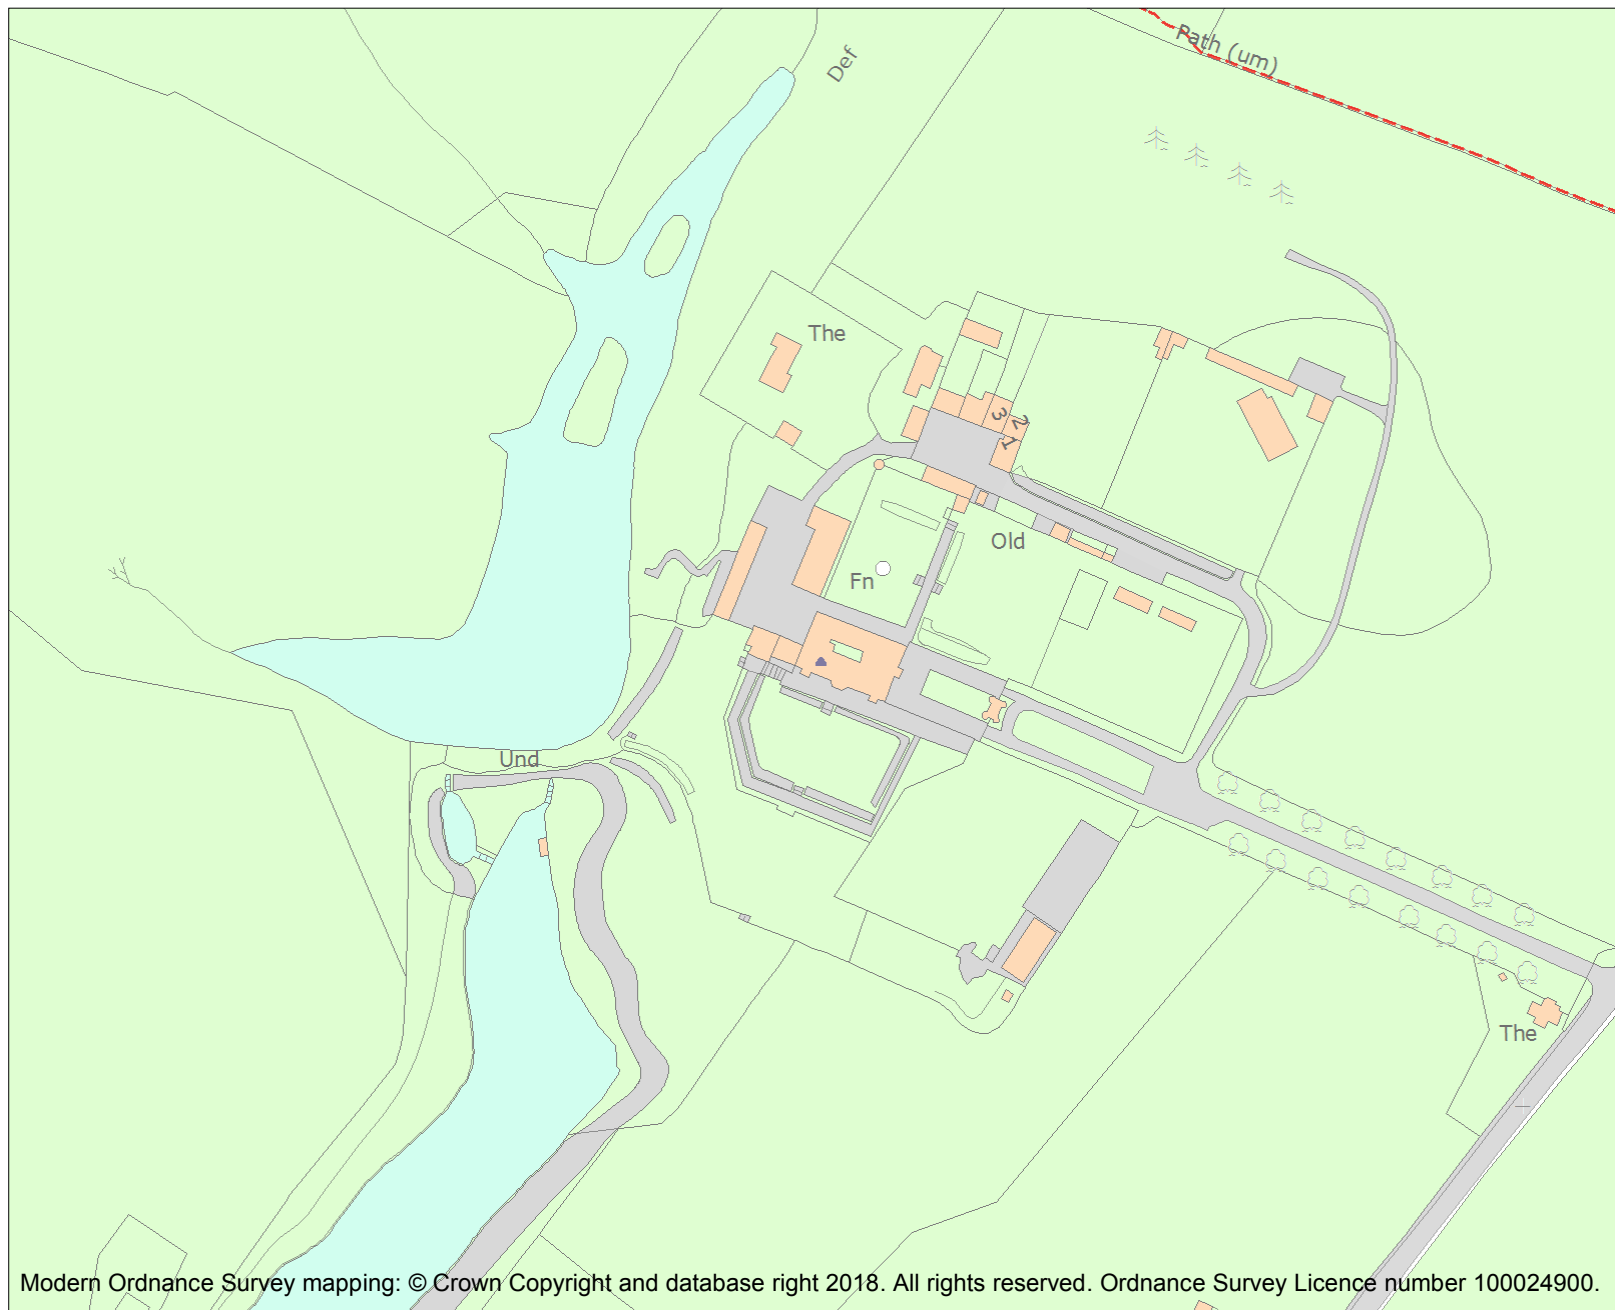 Path (um)
Def
The
3
2
1
Old
Fn
Und
The
Modern Ordnance Survey mapping: © Crown Copyright and database right 2018. All rights reserved. Ordnance Survey Licence number 100024900.